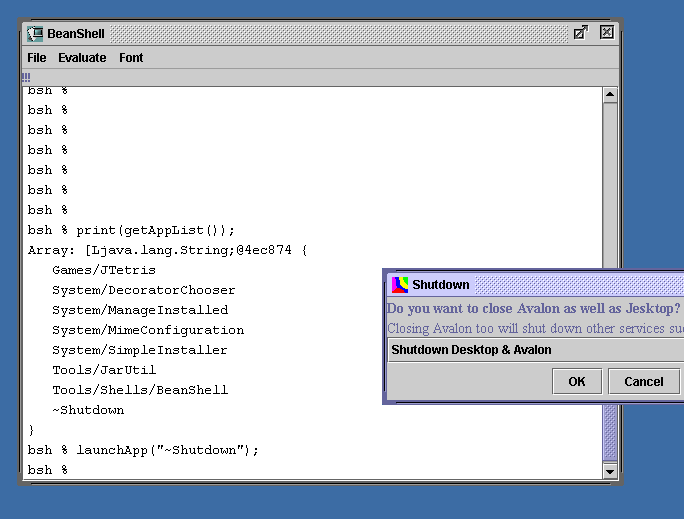 BeanShell
File Evaluate Font
!!!
bsh %
bsh %
bsh %
bsh %
bsh %
bsh %
bsh %
bsh % print(getAppList());
Array: [Ljava.lang.String;@4ec874 {
Games/JTetris
System/DecoratorChooser
System/ManageInstalled
System/MimeConfiguration
System/SimpleInstaller
Tools/JarUtil
Tools/Shells/BeanShell
~Shutdown
}
bsh % launchApp("~Shutdown");
bsh %
Shutdown
Do you want to close Avalon as well as Jesktop?
Closing Avalon too will shut down other services
Shutdown Desktop & Avalon
OK Cancel